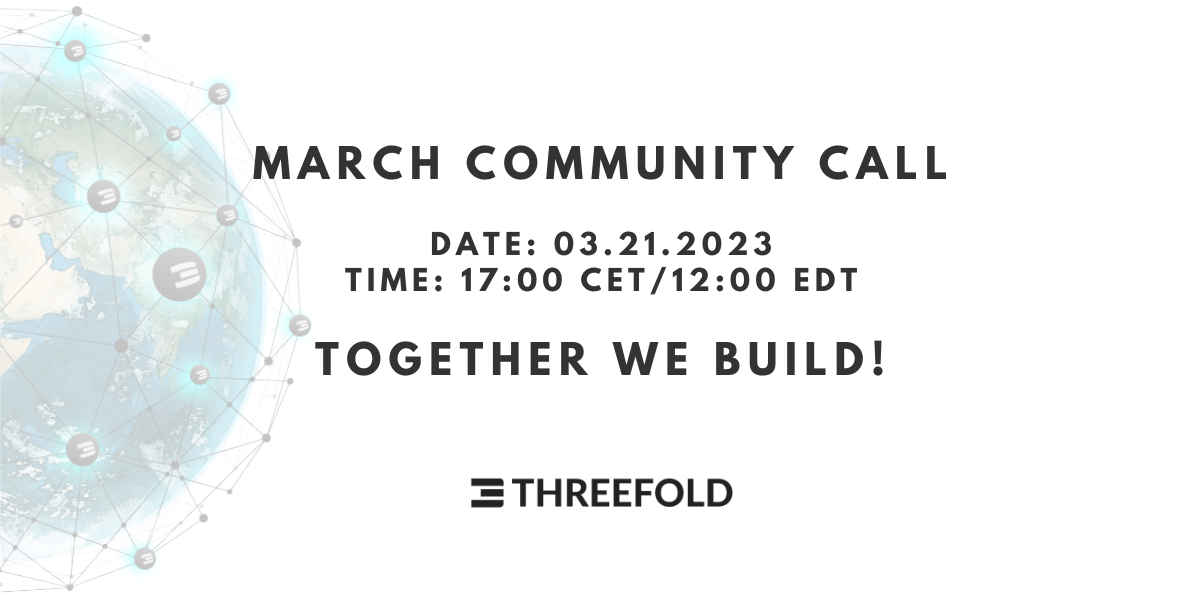 MARCH COMMUNITY CALL
DATE: 03.21.2023
TIME: 17:00 CET/12:00 EDT
TOGETHER WE BUILD!
THREEFOLD